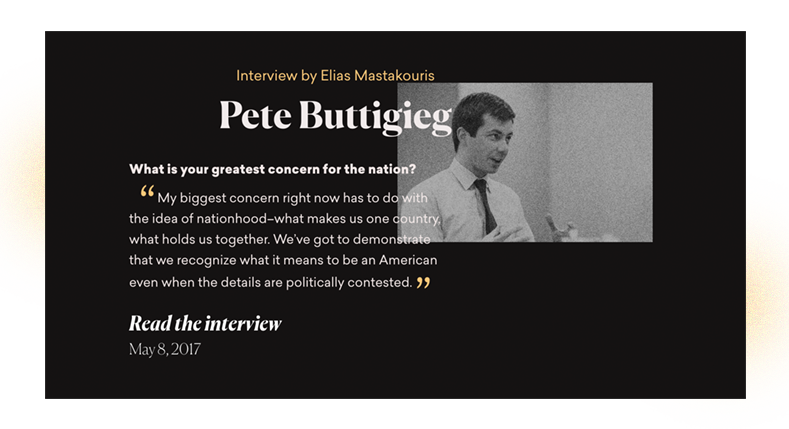 Interview by Elias Mastakouris
Pete Buttigieg
What is your greatest concern for the nation?
“ My biggest concern right now has to do with
the idea of nationhood–what makes us one country,
what holds us together. We’ve got to demonstrate
that we recognize what it means to be an American
even when the details are politically contested. ”
Read the interview
May 8, 2017